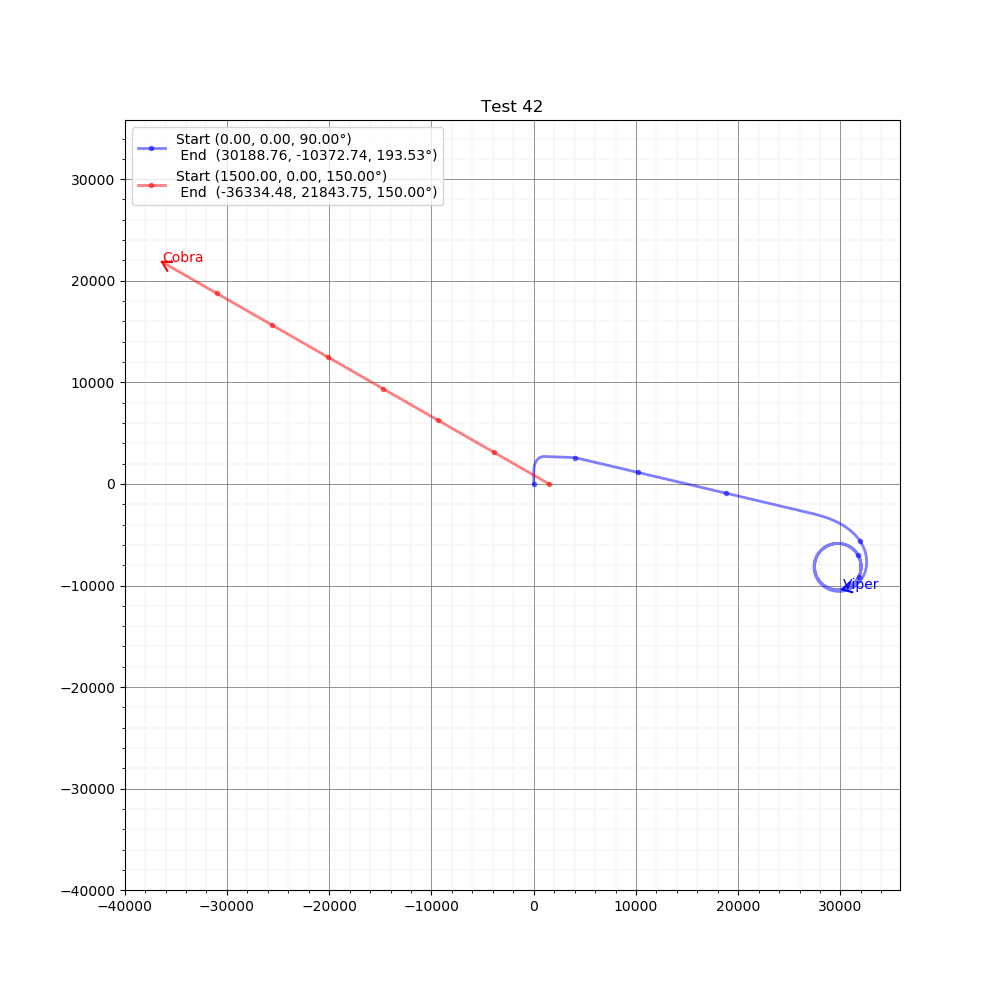 Test 42
Start (0.00, 0.00, 90.00°)
End (30188.76, -10372.74, 193.53°)
Start (1500.00, 0.00, 150.00°)
End (-36334.48, 21843.75, 150.00°)
30000
Cobra
20000
10000
0
Viper
−10000
−20000
−30000
−40000
−40000 −30000 −20000 −10000 0 10000 20000 30000